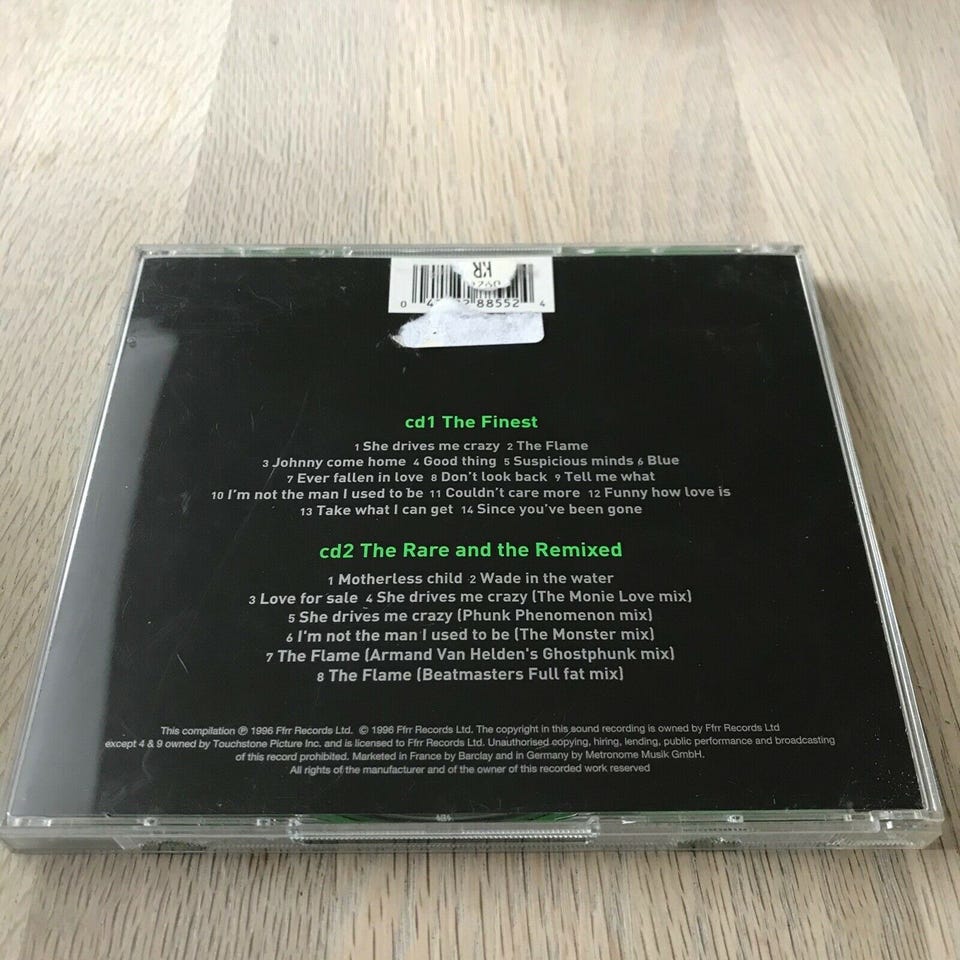 KR
0 88552 4
cd1 The Finest
1 She drives me crazy 2 The Flame
3 Johnny come home 4 Good thing 5 Suspicious minds 6 Blue
7 Ever fallen in love 8 Don't look back 9 Tell me what
10 I'm not the man I used to be 11 Couldn't care more 12 Funny how love is
13 Take what I can get 14 Since you've been gone
cd2 The Rare and the Remixed
1 Motherless child 2 Wade in the water
3 Love for sale 4 She drives me crazy (The Monie Love mix)
5 She drives me crazy (Phunk Phenomenon mix)
6 I'm not the man I used to be (The Monster mix)
7 The Flame (Armand Van Helden's Ghostphunk mix)
8 The Flame (Beatmasters Full fat mix)
This compilation ℗ 1996 Ffrr Records Ltd. © 1996 Ffrr Records Ltd. The copyright in this sound recording is owned by Ffrr Records Ltd
except 4 & 9 owned by Touchstone Picture Inc. and is licensed to Ffrr Records Ltd. Unauthorised copying, hiring, lending, public performance and broadcasting
of this record prohibited. Marketed in France by Barclay and in Germany by Metronome Musik GmbH.
All rights of the manufacturer and of the owner of this recorded work reserved